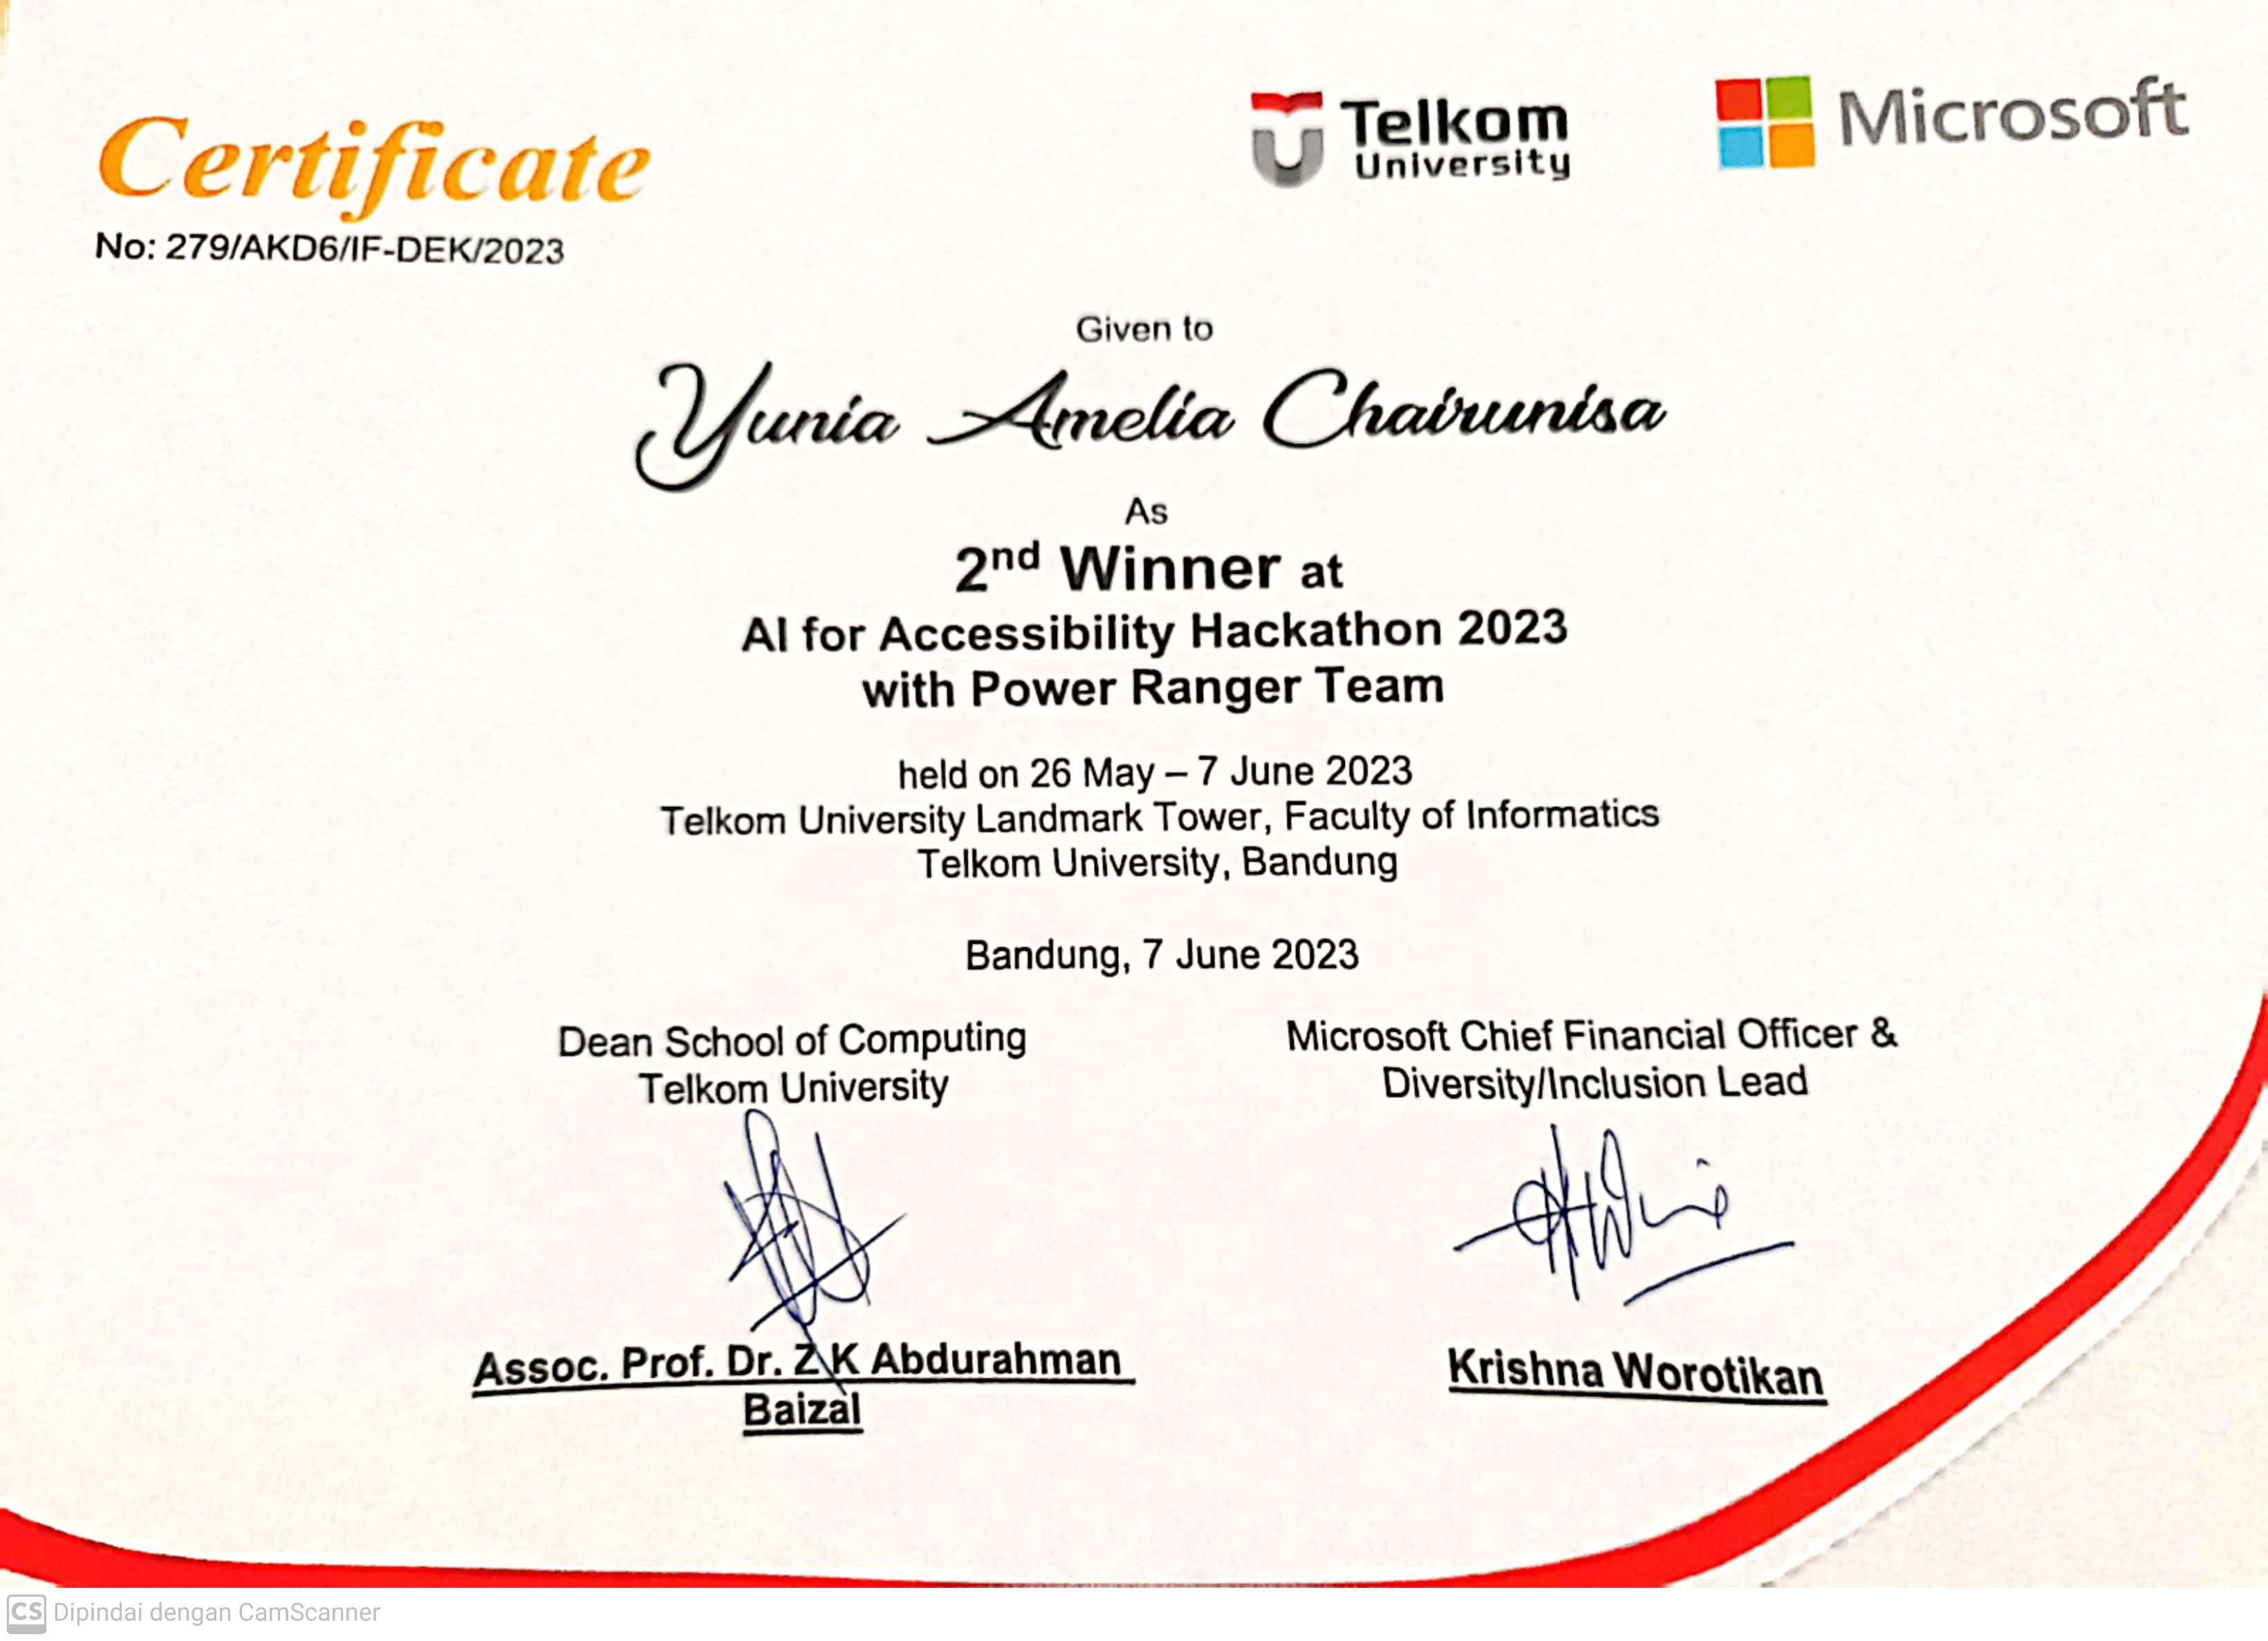 Certificate
No: 279/AKD6/IF-DEK/2023
Telkom
University
Microsoft
Given to
Yunia Amelia Chairunisa
As
2nd Winner at
AI for Accessibility Hackathon 2023
with Power Ranger Team
held on 26 May – 7 June 2023
Telkom University Landmark Tower, Faculty of Informatics
Telkom University, Bandung
Bandung, 7 June 2023
Dean School of Computing
Telkom University
Assoc. Prof. Dr. Z K Abdurahman
Baizal
Microsoft Chief Financial Officer &
Diversity/Inclusion Lead
Krishna Worotikan
CS Dipindai dengan CamScanner